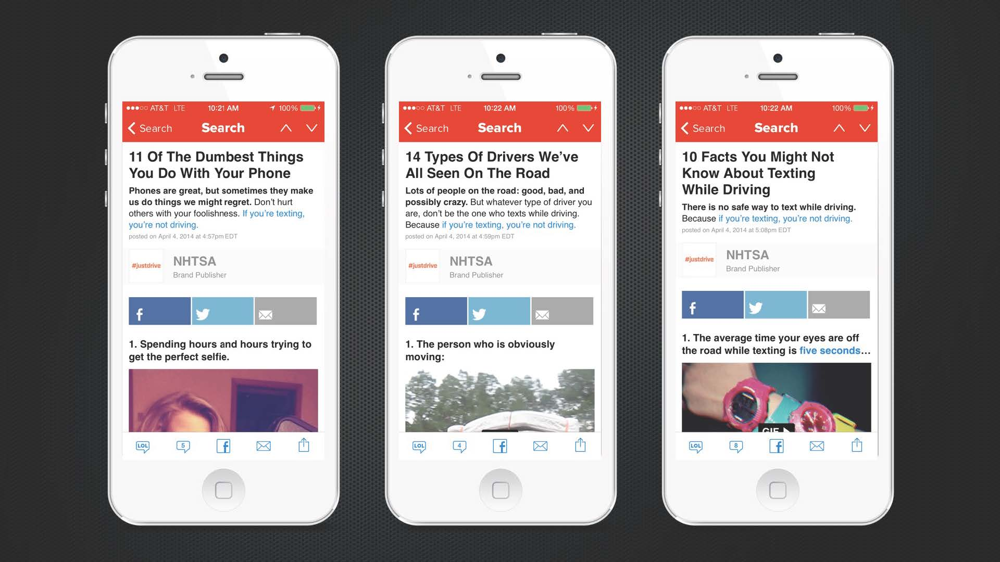 AT&T LTE 10:21 AM 100%
Search Search
11 Of The Dumbest Things
You Do With Your Phone
Phones are great, but sometimes they make
us do things we might regret. Don't hurt
others with your foolishness. If you're texting,
you're not driving.
posted on April 4, 2014 at 4:57pm EDT
#justdrive
NHTSA
Brand Publisher
f
1. Spending hours and hours trying to
get the perfect selfie.
LOL 5 f
AT&T LTE 10:22 AM 100%
Search Search
14 Types Of Drivers We've
All Seen On The Road
Lots of people on the road: good, bad, and
possibly crazy. But whatever type of driver you
are, don't be the one who texts while driving.
Because if you're texting, you're not driving.
posted on April 4, 2014 at 4:59pm EDT
#justdrive
NHTSA
Brand Publisher
f
1. The person who is obviously
moving:
LOL 4 f
AT&T LTE 10:22 AM 100%
Search Search
10 Facts You Might Not
Know About Texting
While Driving
There is no safe way to text while driving.
Because if you're texting, you're not driving.
posted on April 4, 2014 at 5:08pm EDT
#justdrive
NHTSA
Brand Publisher
f
1. The average time your eyes are off
the road while texting is five seconds...
GIF
LOL 8 f